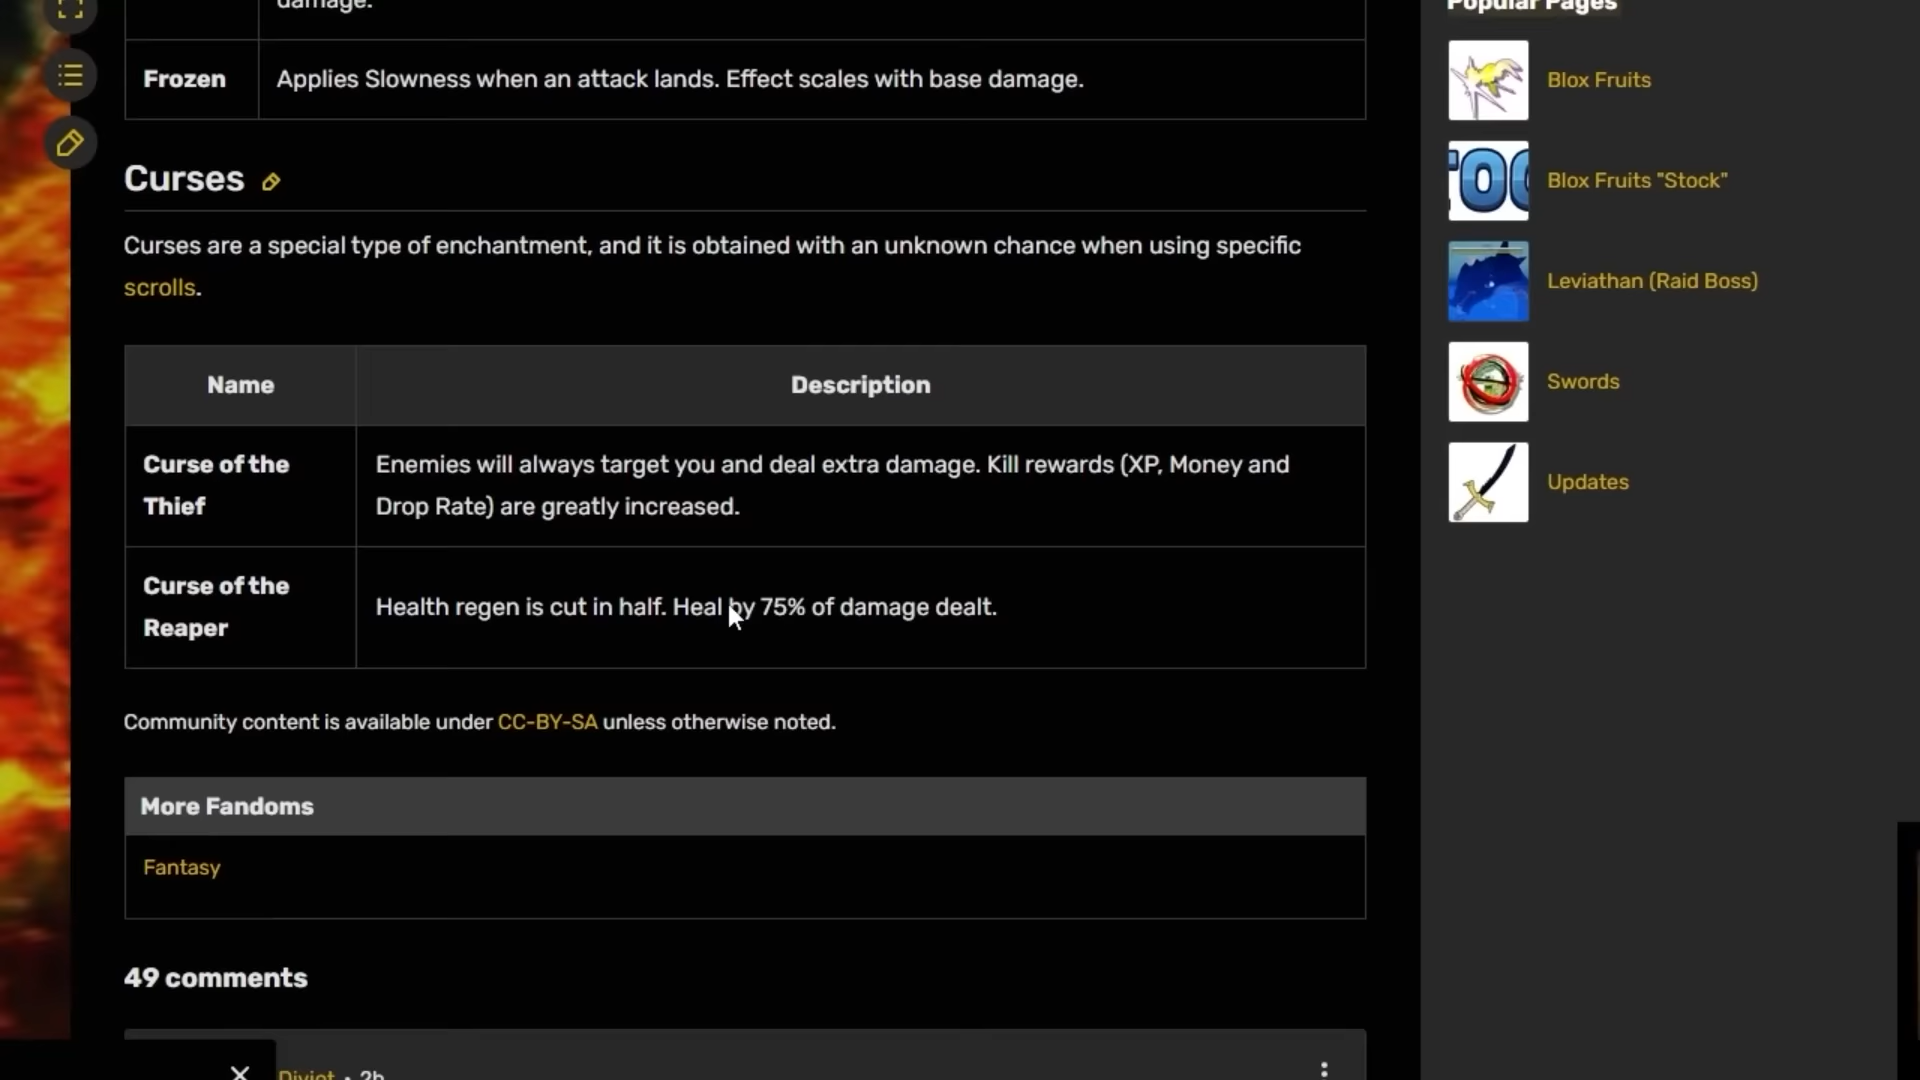 damage.
Frozen
Applies Slowness when an attack lands. Effect scales with base damage.
Curses
Curses are a special type of enchantment, and it is obtained with an unknown chance when using specific
scrolls.
Name
Description
Curse of the
Thief
Enemies will always target you and deal extra damage. Kill rewards (XP, Money and
Drop Rate) are greatly increased.
Curse of the
Reaper
Health regen is cut in half. Heal by 75% of damage dealt.
Community content is available under CC-BY-SA unless otherwise noted.
More Fandoms
Fantasy
49 comments
Diviot • 2h
Popular Pages
Blox Fruits
Blox Fruits "Stock"
Leviathan (Raid Boss)
Swords
Updates